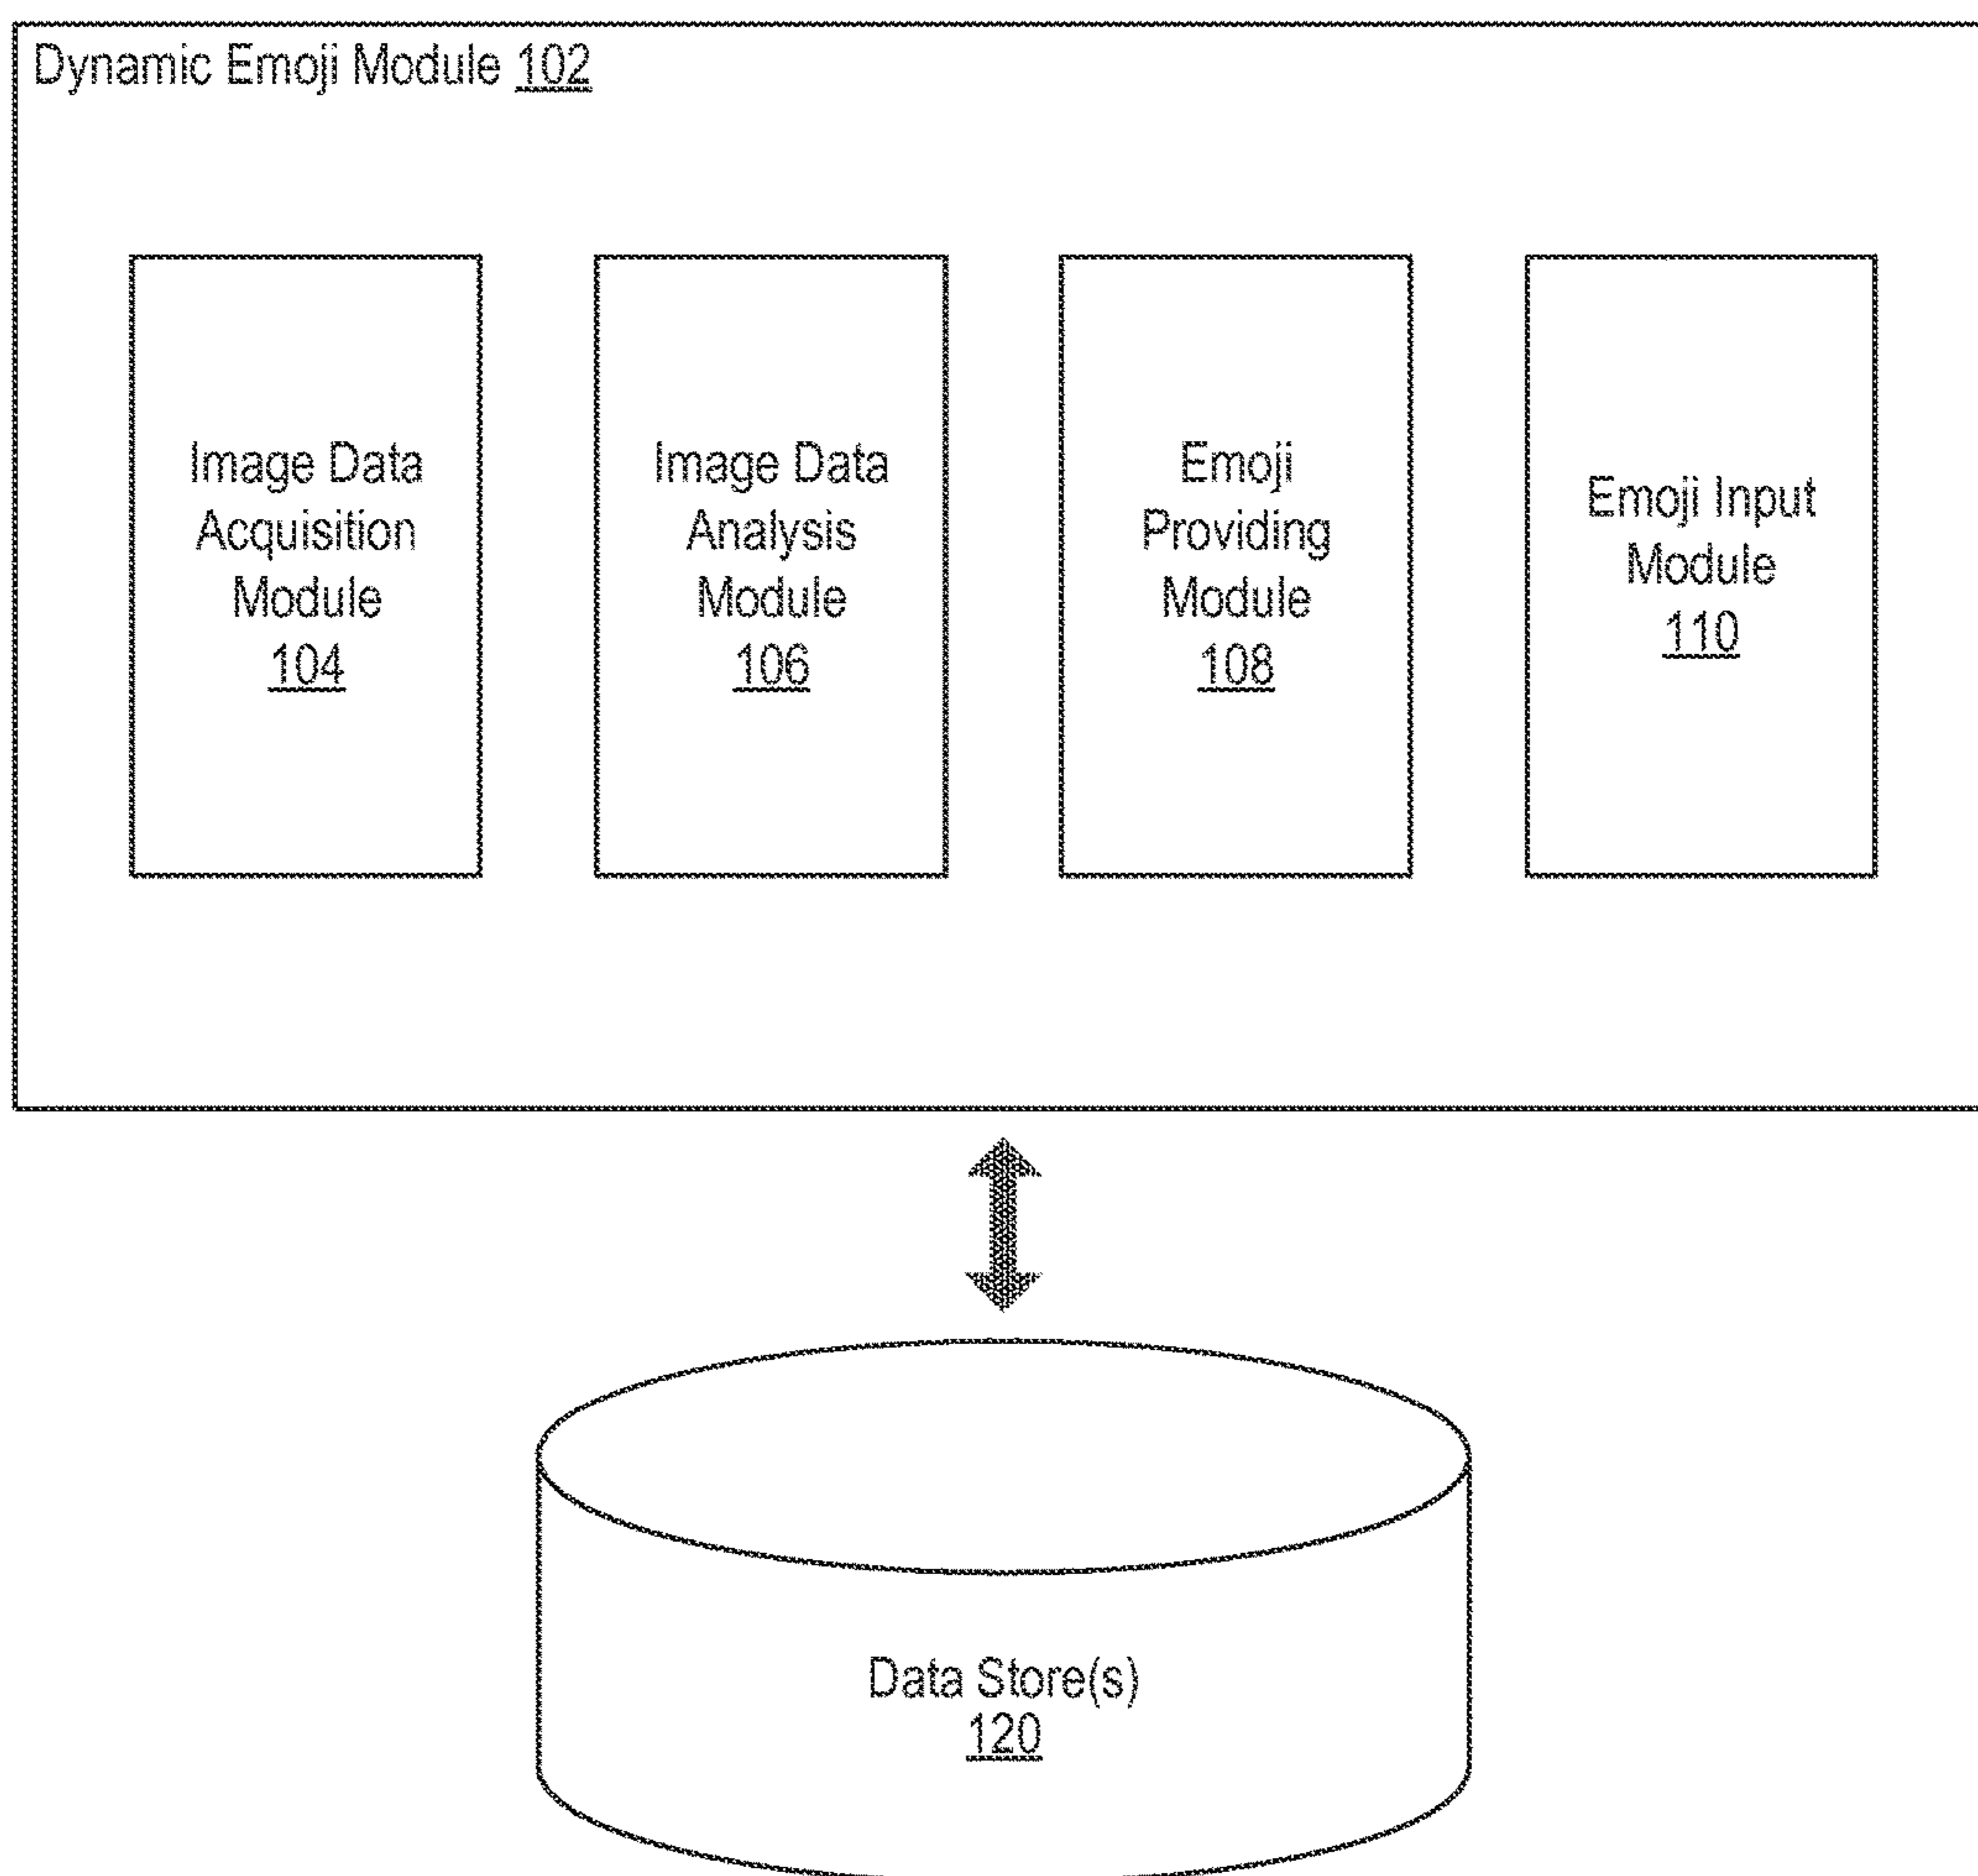 Dynamic Emoji Module 102
Image Data
Acquisition
Module
104
Image Data
Analysis
Module
106
Emoji
Providing
Module
108
Emoji Input
Module
110
Data Store(s)
120